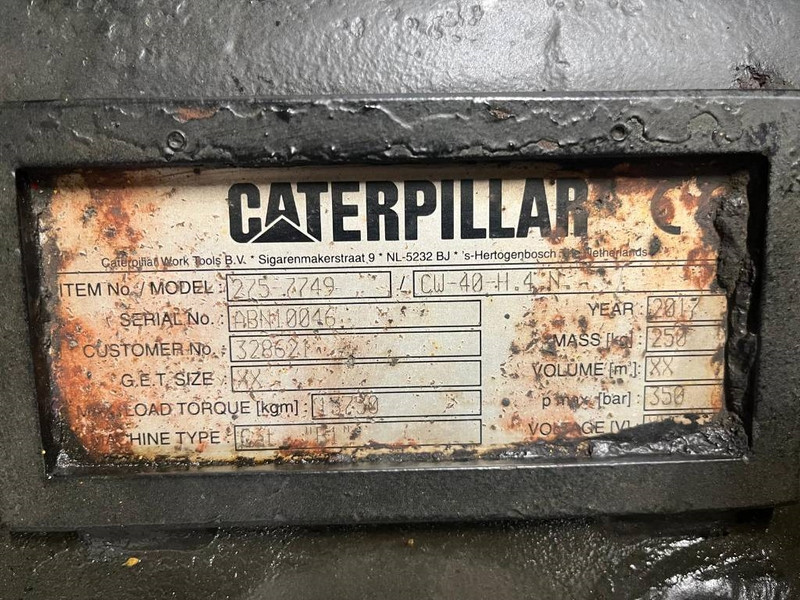 CATERPILLAR
Caterpillar Work Tools B.V. * Sigarenmakerstraat 9 * NL-5232 BJ * 's-Hertogenbosch Netherlands
ITEM No./ MODEL : / CW-40-H.4.N.
SERIAL No. : ABN10046 YEAR : 2017
CUSTOMER No. : 328621 MASS [kg] : 250
G.E.T. SIZE : XX VOLUME [m³] : XX
LOAD TORQUE [kgm] : p max. [bar] : 350
MACHINE TYPE :